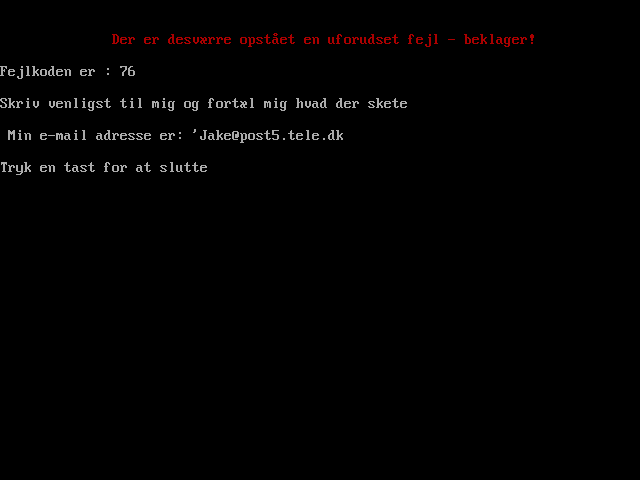 Der er desværre opstået en uforudset fejl - beklager!
Fejlkoden er : 76
Skriv venligst til mig og fortæl mig hvad der skete
Min e-mail adresse er: 'Jake@post5.tele.dk
Tryk en tast for at slutte